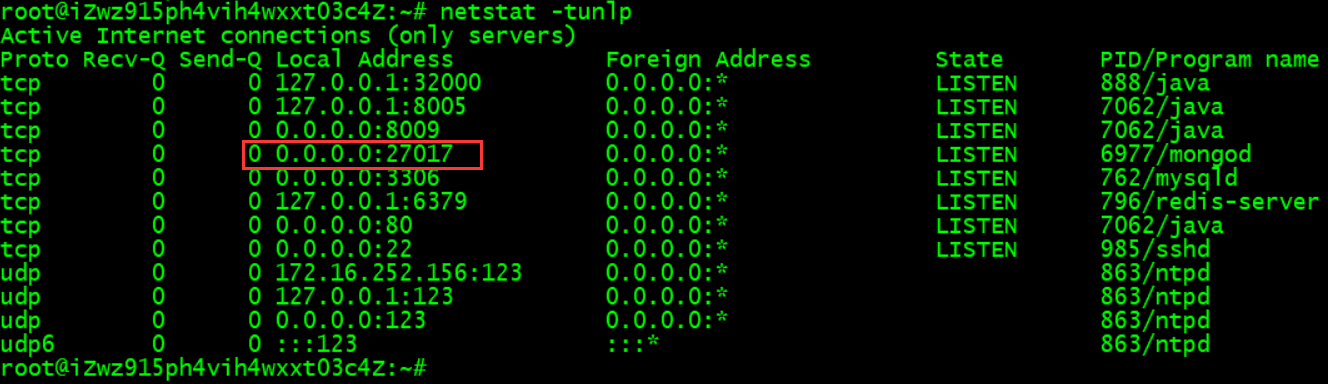 root@iZwz915ph4vih4wxxt03c4z:~# netstat -tunlp
Active Internet connections (only servers)
Proto Recv-Q Send-Q Local Address           Foreign Address         State       PID/Program name
tcp        0      0 127.0.0.1:32000         0.0.0.0:*               LISTEN      888/java
tcp        0      0 127.0.0.1:8005          0.0.0.0:*               LISTEN      7062/java
tcp        0      0 0.0.0.0:8009            0.0.0.0:*               LISTEN      7062/java
tcp        0      0 0.0.0.0:27017           0.0.0.0:*               LISTEN      6977/mongod
tcp        0      0 0.0.0.0:3306            0.0.0.0:*               LISTEN      762/mysqld
tcp        0      0 127.0.0.1:6379          0.0.0.0:*               LISTEN      796/redis-server
tcp        0      0 0.0.0.0:80              0.0.0.0:*               LISTEN      7062/java
tcp        0      0 0.0.0.0:22              0.0.0.0:*               LISTEN      985/sshd
udp        0      0 172.16.252.156:123      0.0.0.0:*                           863/ntpd
udp        0      0 127.0.0.1:123           0.0.0.0:*                           863/ntpd
udp        0      0 0.0.0.0:123             0.0.0.0:*                           863/ntpd
udp6       0      0 :::123                  :::*                                863/ntpd
root@iZwz915ph4vih4wxxt03c4z:~#